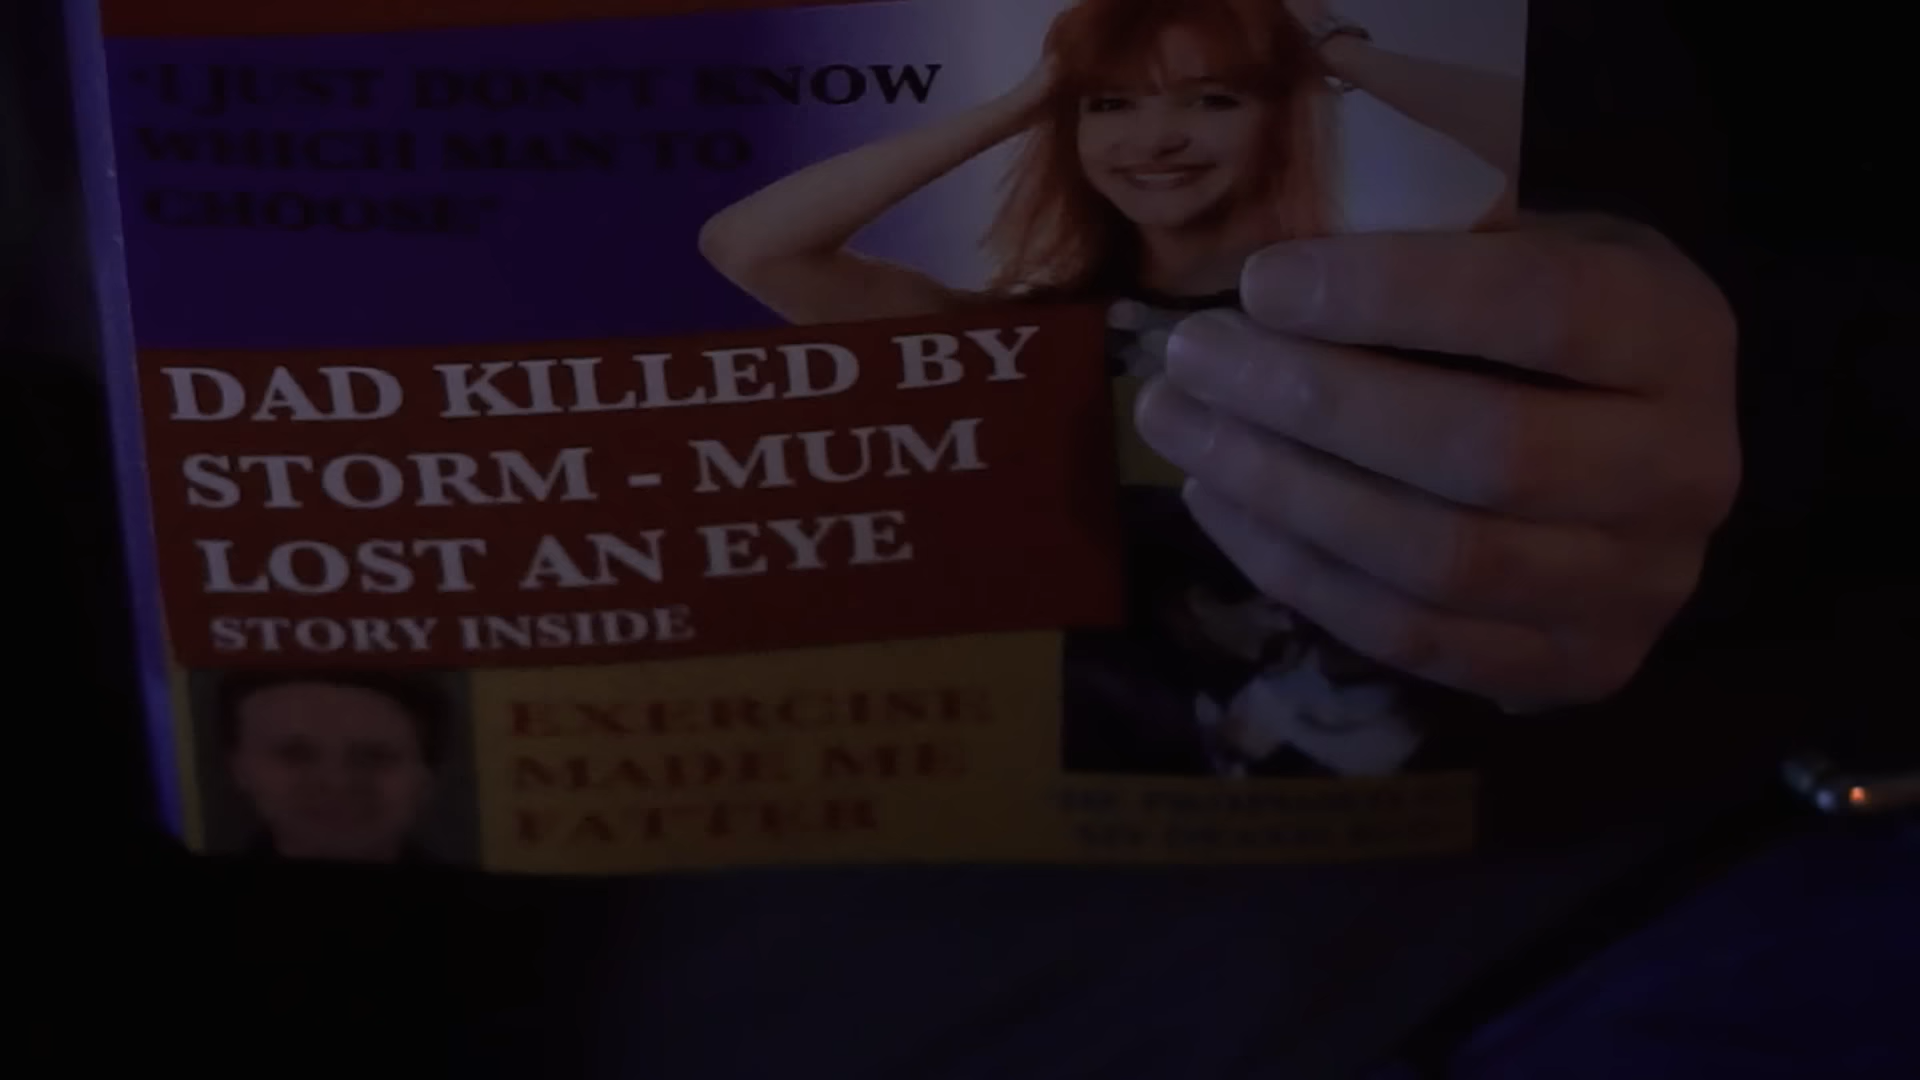 "I JUST DON'T KNOW
WHICH MAN TO
CHOOSE"
DAD KILLED BY
STORM - MUM
LOST AN EYE
STORY INSIDE
EXERCISE
MADE ME
FATTER